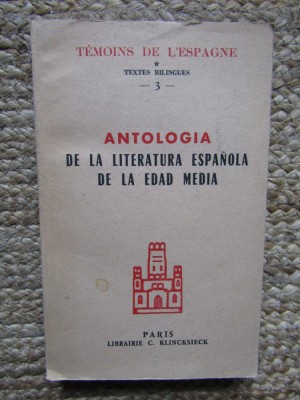 TÉMOINS DE L'ESPAGNE
*
TEXTES BILINGUES
— 3 —
ANTOLOGIA
DE LA LITERATURA ESPAÑOLA
DE LA EDAD MEDIA
PARIS
LIBRAIRIE C. KLINCKSIECK